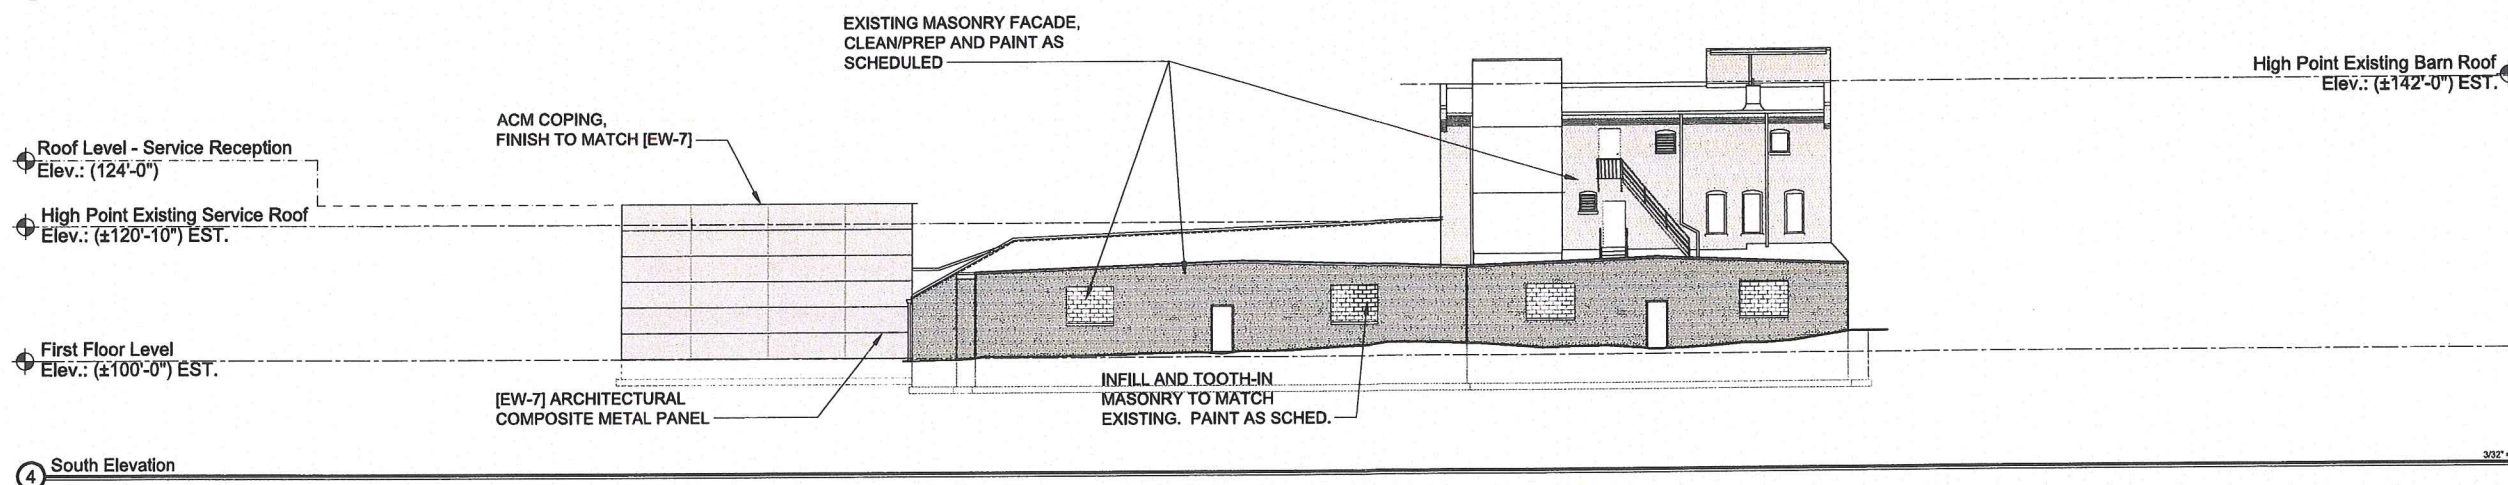 EXISTING MASONRY FACADE,
CLEAN/PREP AND PAINT AS
SCHEDULED
High Point Existing Barn Roof
Elev.: (±142'-0") EST.
ACM COPING,
FINISH TO MATCH [EW-7]
Roof Level - Service Reception
Elev.: (124'-0")
High Point Existing Service Roof
Elev.: (±120'-10") EST.
First Floor Level
Elev.: (±100'-0") EST.
[EW-7] ARCHITECTURAL
COMPOSITE METAL PANEL
INFILL AND TOOTH-IN
MASONRY TO MATCH
EXISTING. PAINT AS SCHED.
4 South Elevation
3/32"